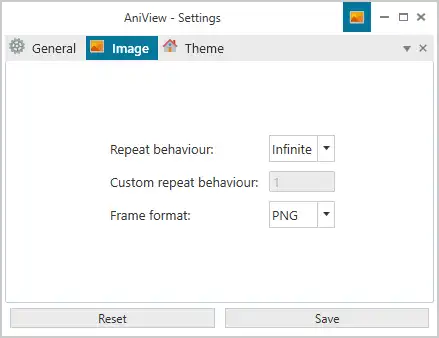 AniView - Settings
General Image Theme
Repeat behaviour: Infinite
Custom repeat behaviour: 1
Frame format: PNG
Reset Save